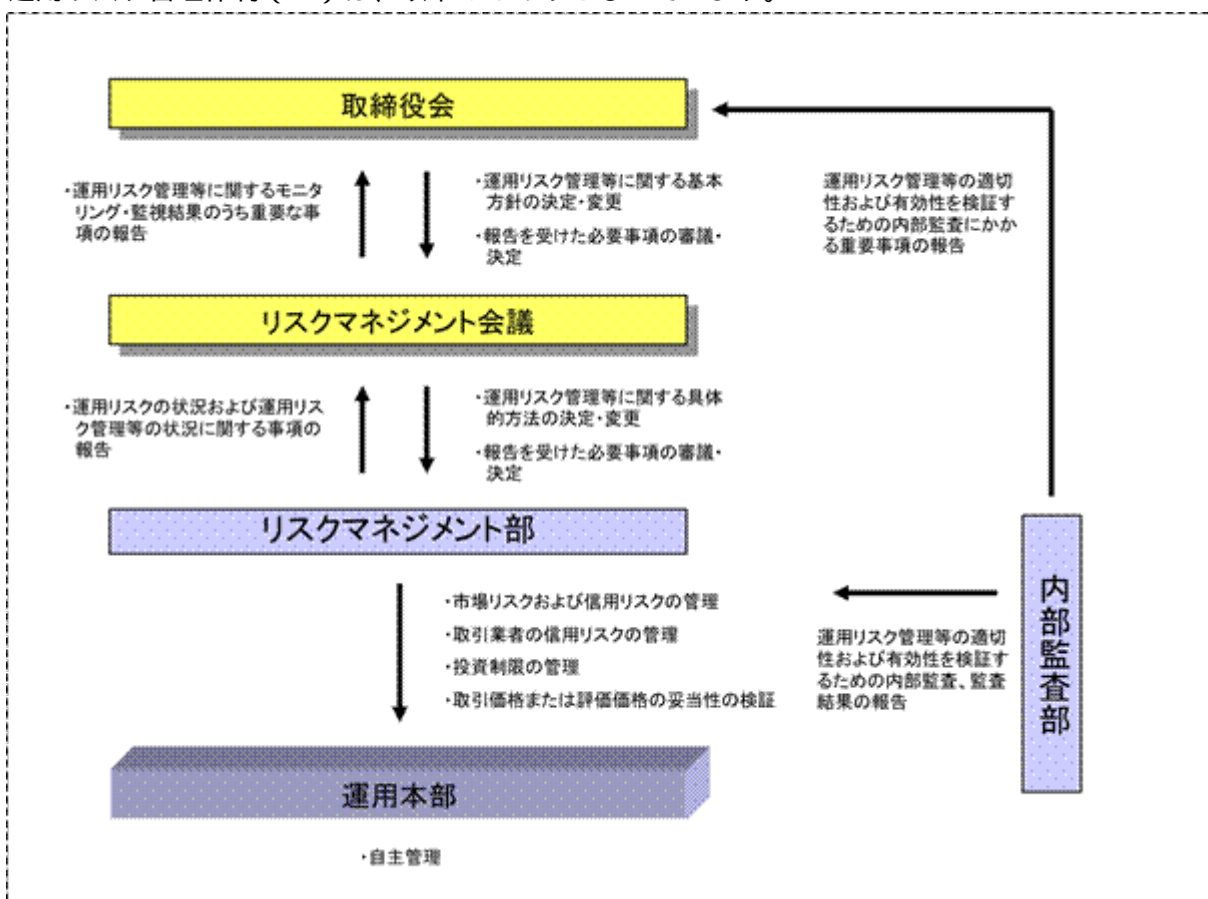 取締役会
・運用リスク管理等に関するモニタ
リング・監視結果のうち重要な事
項の報告
・運用リスク管理等に関する基本
方針の決定・変更
・報告を受けた必要事項の審議・
決定
運用リスク管理等の適切
性および有効性を検証す
るための内部監査にかか
る重要事項の報告
リスクマネジメント会議
・運用リスクの状況および運用リス
ク管理等の状況に関する事項の
報告
・運用リスク管理等に関する具体
的方法の決定・変更
・報告を受けた必要事項の審議・
決定
リスクマネジメント部
・市場リスクおよび信用リスクの管理
・取引業者の信用リスクの管理
・投資制限の管理
・取引価格または評価価格の妥当性の検証
運用リスク管理等の適切
性および有効性を検証す
るための内部監査、監査
結果の報告
内部監査部
運用本部
・自主管理